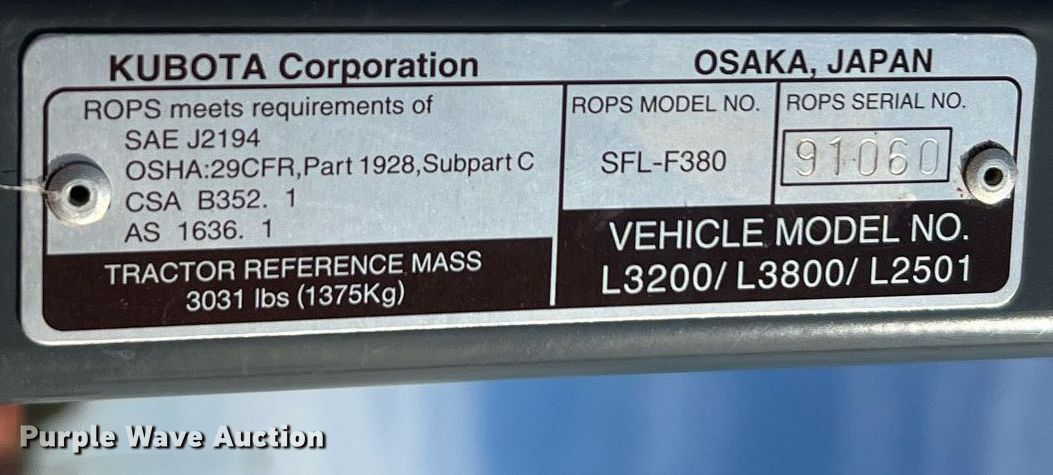 KUBOTA Corporation
OSAKA, JAPAN
ROPS meets requirements of
SAE J2194
OSHA:29CFR,Part 1928,Subpart C
CSA B352. 1
AS 1636. 1
TRACTOR REFERENCE MASS
3031 lbs (1375Kg)
ROPS MODEL NO.
SFL-F380
ROPS SERIAL NO.
91060
VEHICLE MODEL NO.
L3200/ L3800/ L2501
Purple Wave Auction